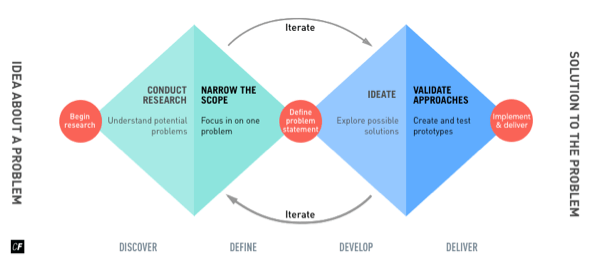 Iterate
IDEA ABOUT A PROBLEM
SOLUTION TO THE PROBLEM
Begin
research
CONDUCT
RESEARCH
Understand potential
problems
NARROW THE
SCOPE
Focus in on one
problem
Define
problem
statement
IDEATE
Explore possible
solutions
VALIDATE
APPROACHES
Create and test
prototypes
Implement
& deliver
Iterate
CF
DISCOVER
DEFINE
DEVELOP
DELIVER